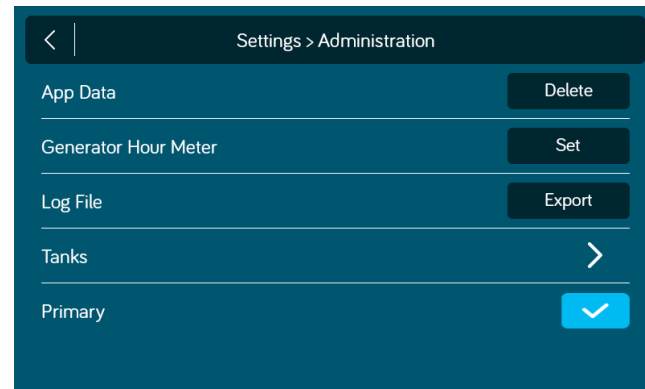 Settings > Administration
App Data
Delete
Generator Hour Meter
Set
Log File
Export
Tanks
Primary